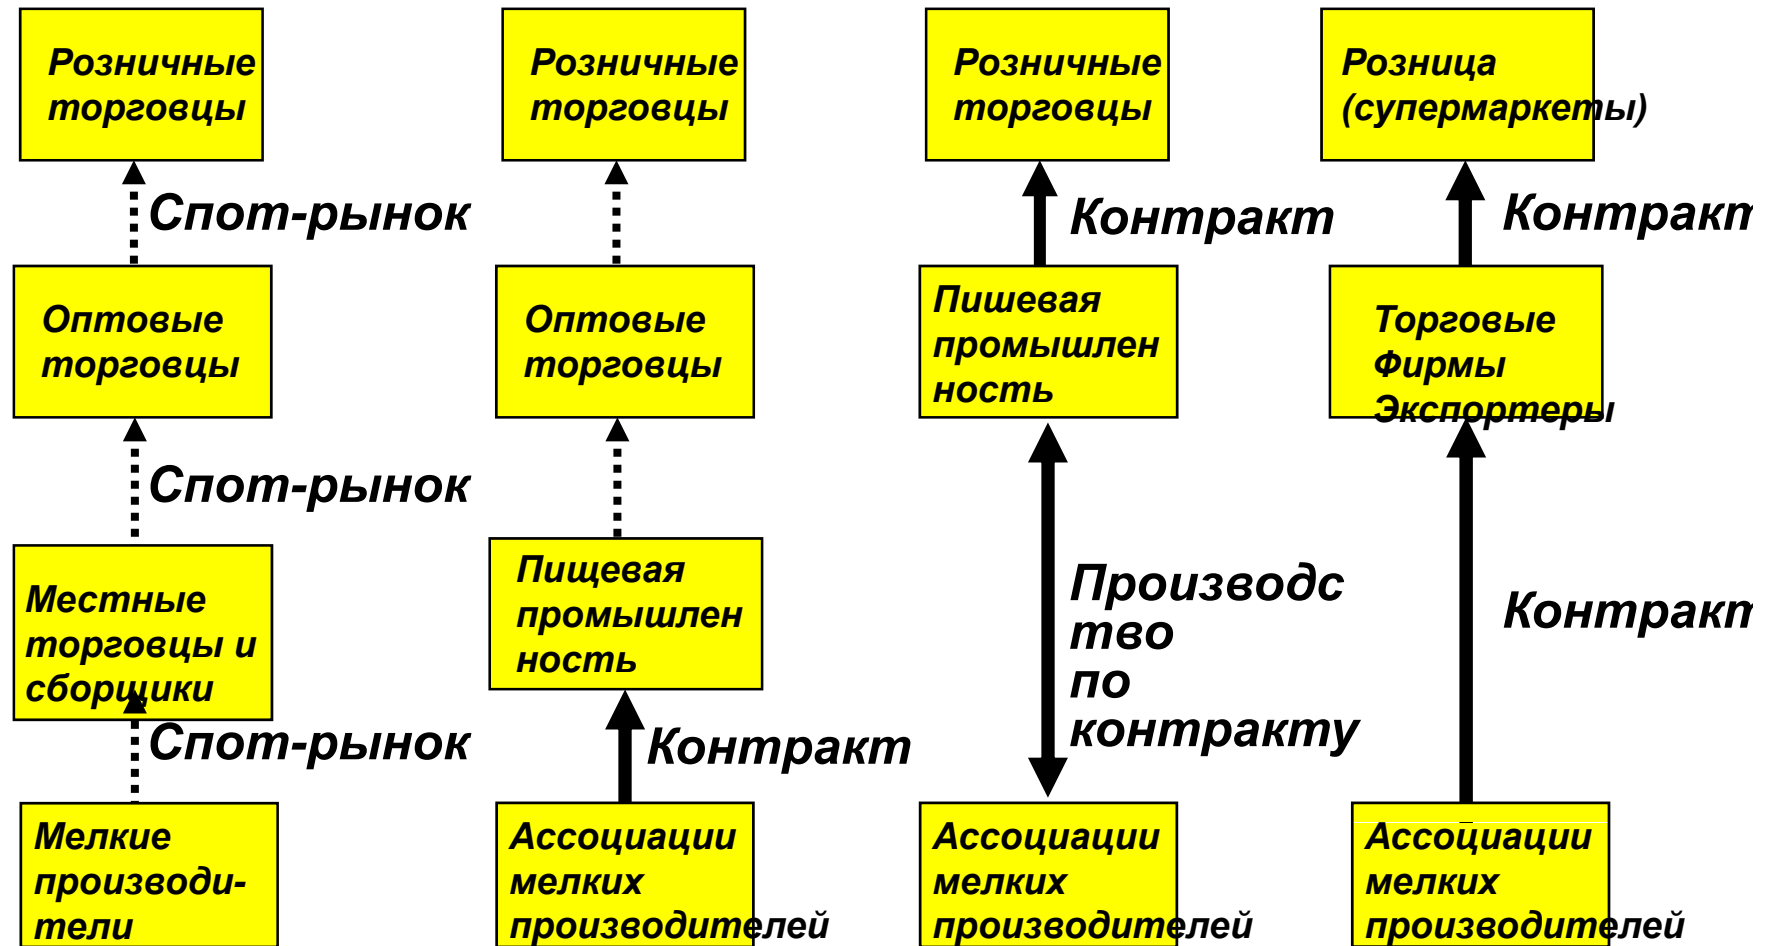 Розничные
торговцы
Розничные
торговцы
Розничные
торговцы
Розница
(супермаркеты)
Спот-рынок
Контракт
Контракт
Оптовые
торговцы
Оптовые
торговцы
Пишевая
промышлен
ность
Торговые
Фирмы
Экспортеры
Спот-рынок
Местные
торговцы и
сборщики
Пищевая
промышлен
ность
Производс
тво
по
контракту
Контракт
Спот-рынок
Контракт
Мелкие
производи-
тели
Ассоциации
мелких
производителей
Ассоциации
мелких
производителей
Ассоциации
мелких
производителей